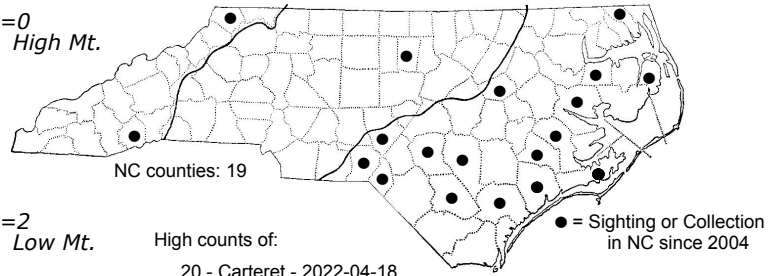 =0
High Mt.
NC counties: 19
=2
Low Mt.
High counts of:
20 - Carteret - 2022-04-18
● = Sighting or Collection
in NC since 2004